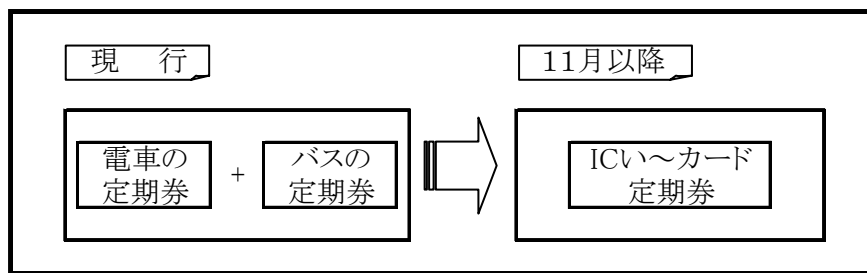 現　行
11月以降
電車の
定期券
+
バスの
定期券
ICい～カード
定期券